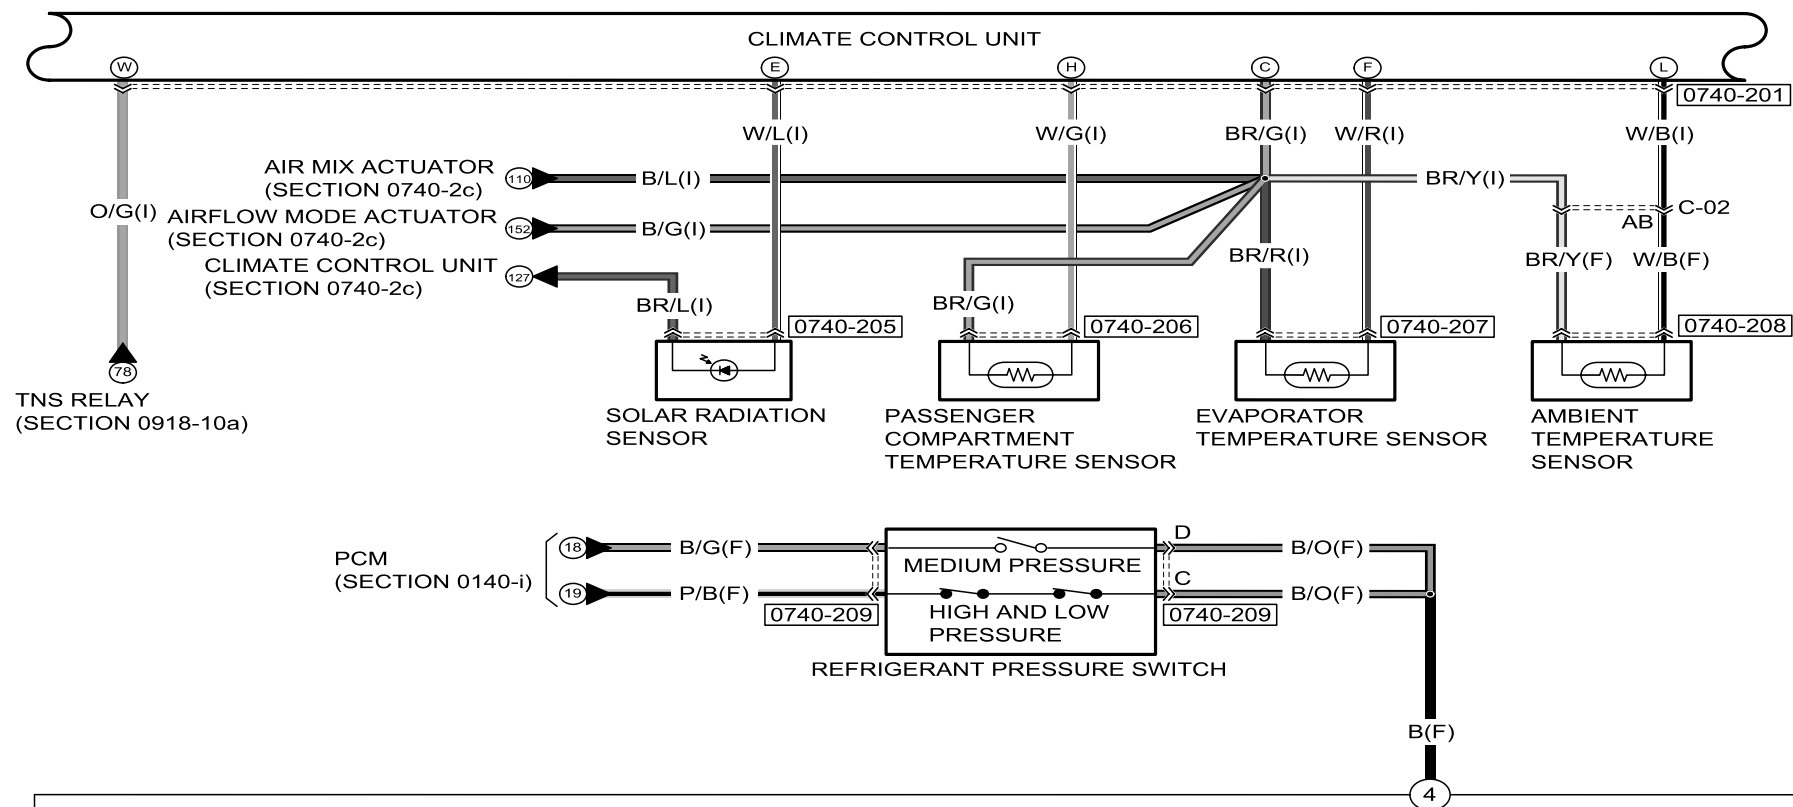 CLIMATE CONTROL UNIT
W
E
H
C
F
L
0740-201
W/L(I)
W/G(I)
BR/G(I)
W/R(I)
W/B(I)
AIR MIX ACTUATOR
(SECTION 0740-2c)
110
B/L(I)
BR/Y(I)
O/G(I)
AIRFLOW MODE ACTUATOR
(SECTION 0740-2c)
152
B/G(I)
C-02
AB
CLIMATE CONTROL UNIT
(SECTION 0740-2c)
127
BR/R(I)
BR/Y(F)
W/B(F)
BR/L(I)
BR/G(I)
0740-205
0740-206
0740-207
0740-208
78
TNS RELAY
(SECTION 0918-10a)
SOLAR RADIATION
SENSOR
PASSENGER
COMPARTMENT
TEMPERATURE SENSOR
EVAPORATOR
TEMPERATURE SENSOR
AMBIENT
TEMPERATURE
SENSOR
PCM
(SECTION 0140-i)
18
B/G(F)
D
B/O(F)
MEDIUM PRESSURE
19
P/B(F)
C
B/O(F)
0740-209
HIGH AND LOW
PRESSURE
0740-209
REFRIGERANT PRESSURE SWITCH
B(F)
4